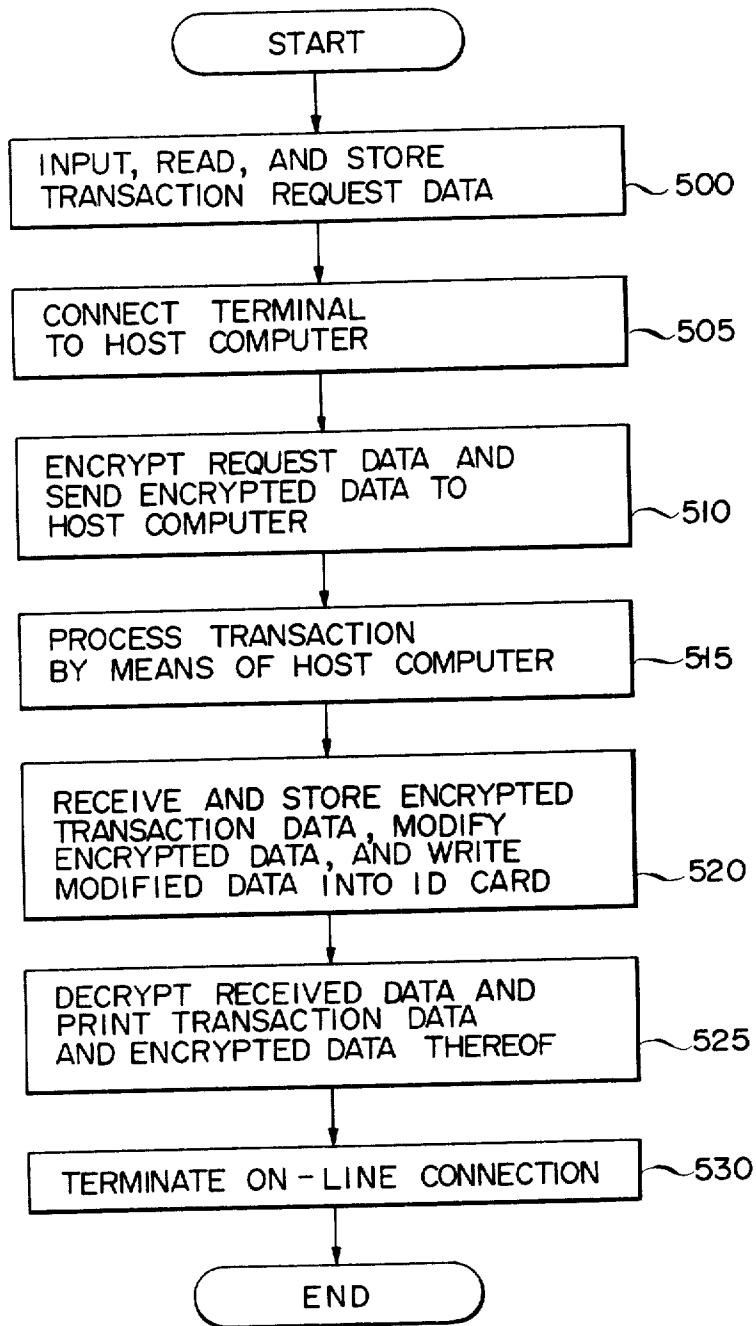 START
INPUT, READ, AND STORE
TRANSACTION REQUEST DATA
500
CONNECT TERMINAL
TO HOST COMPUTER
505
ENCRYPT REQUEST DATA AND
SEND ENCRYPTED DATA TO
HOST COMPUTER
510
PROCESS TRANSACTION
BY MEANS OF HOST COMPUTER
515
RECEIVE AND STORE ENCRYPTED
TRANSACTION DATA, MODIFY
ENCRYPTED DATA, AND WRITE
MODIFIED DATA INTO ID CARD
520
DECRYPT RECEIVED DATA AND
PRINT TRANSACTION DATA
AND ENCRYPTED DATA THEREOF
525
TERMINATE ON-LINE CONNECTION
530
END